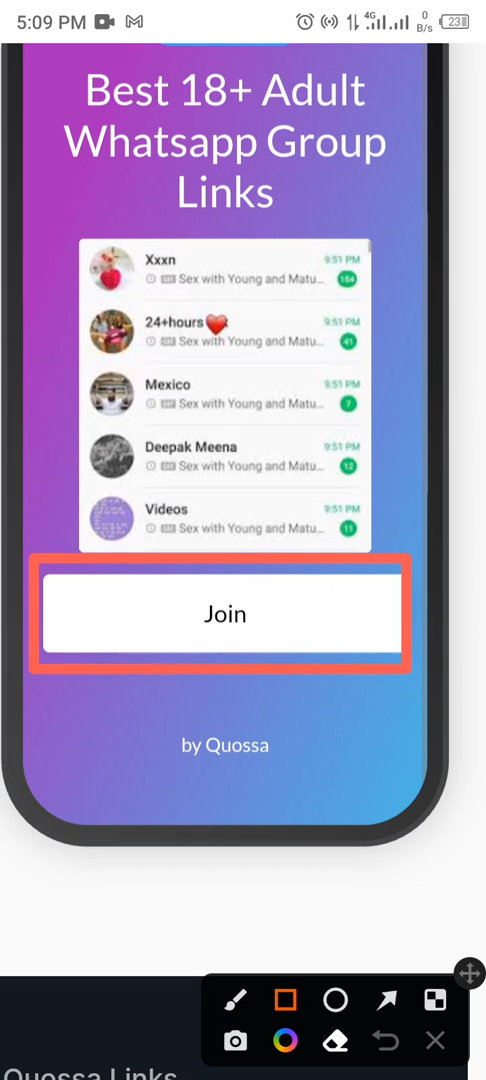 5:09 PM
4G
0
B/s
23
Best 18+ Adult
Whatsapp Group
Links
Xxxn
9:51 PM
Sex with Young and Matu...
154
24+hours
9:51 PM
Sex with Young and Matu...
41
Mexico
9:51 PM
Sex with Young and Matu...
7
Deepak Meena
9:51 PM
Sex with Young and Matu...
12
Videos
9:51 PM
Sex with Young and Matu...
11
Join
by Quossa
Quossa Links